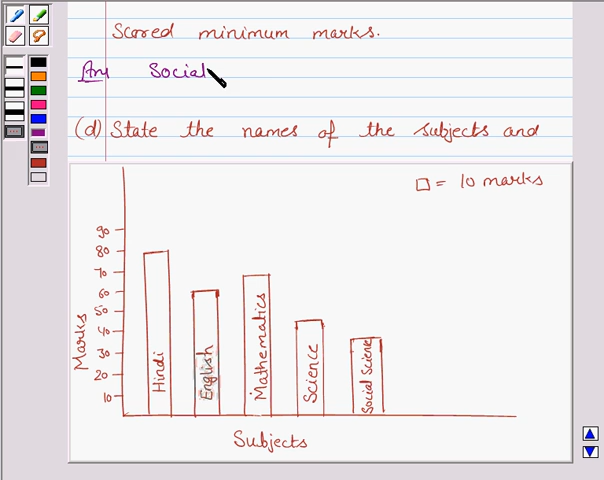 Scored minimum marks.
Ans Social
(d) State the names of the subjects and
□ = 10 marks
90
80
70
60
50
40
30
20
10
Marks
Hindi
English
Mathematics
Science
Social Sciene
Subjects